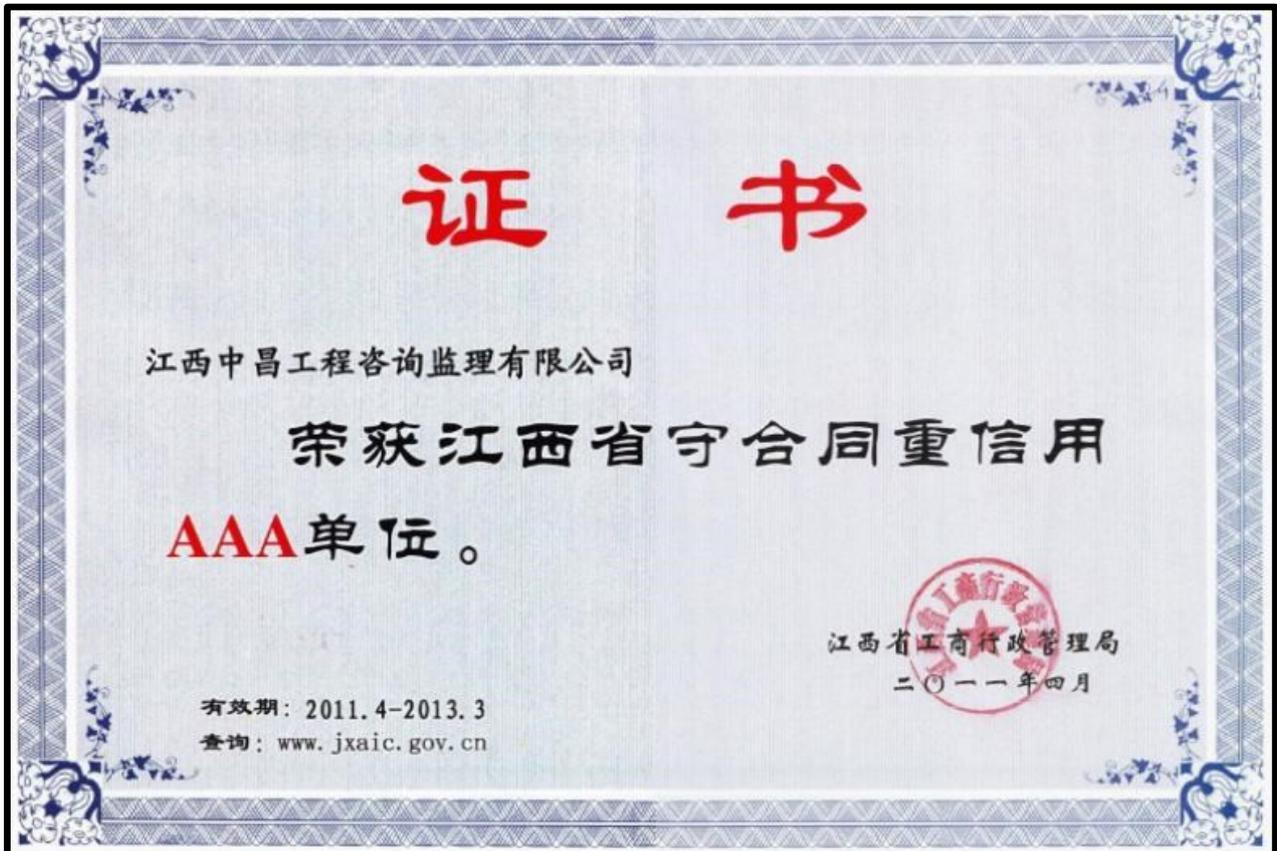 证 书
江西中昌工程咨询监理有限公司
荣获江西省守合同重信用
AAA单位。
江西省工商行政管理局
二〇一一年四月
有效期：2011.4-2013.3
查询：www.jxaic.gov.cn